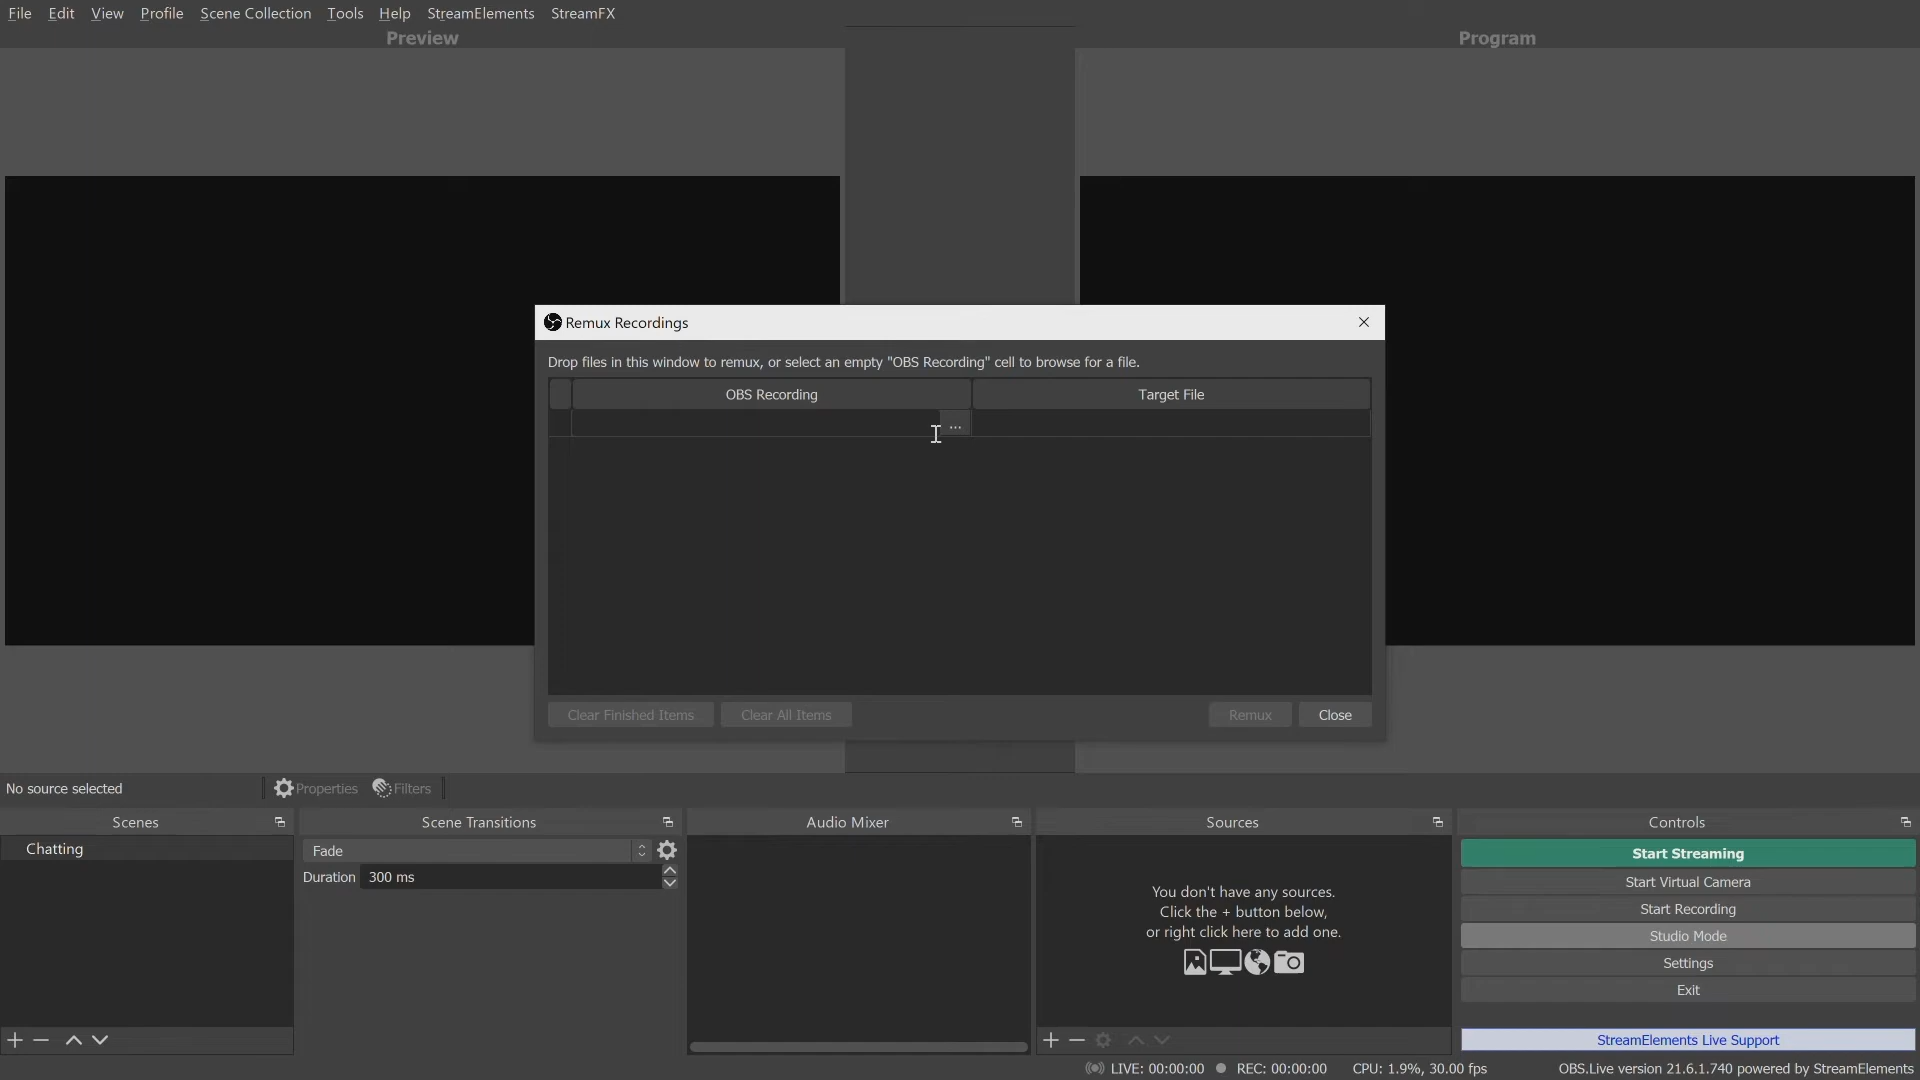 File Edit View Profile Scene Collection Tools Help StreamElements StreamFX
Preview
Program
Remux Recordings
Drop files in this window to remux, or select an empty "OBS Recording" cell to browse for a file.
OBS Recording Target File
...
Clear Finished Items Clear All Items Remux Close
No source selected Properties Filters
Scenes Scene Transitions Audio Mixer Sources Controls
Chatting
Fade
Duration 300 ms
You don't have any sources.
Click the + button below,
or right click here to add one.
Start Streaming
Start Virtual Camera
Start Recording
Studio Mode
Settings
Exit
StreamElements Live Support
LIVE: 00:00:00 REC: 00:00:00 CPU: 1.9%, 30.00 fps OBS.Live version 21.6.1.740 powered by StreamElements